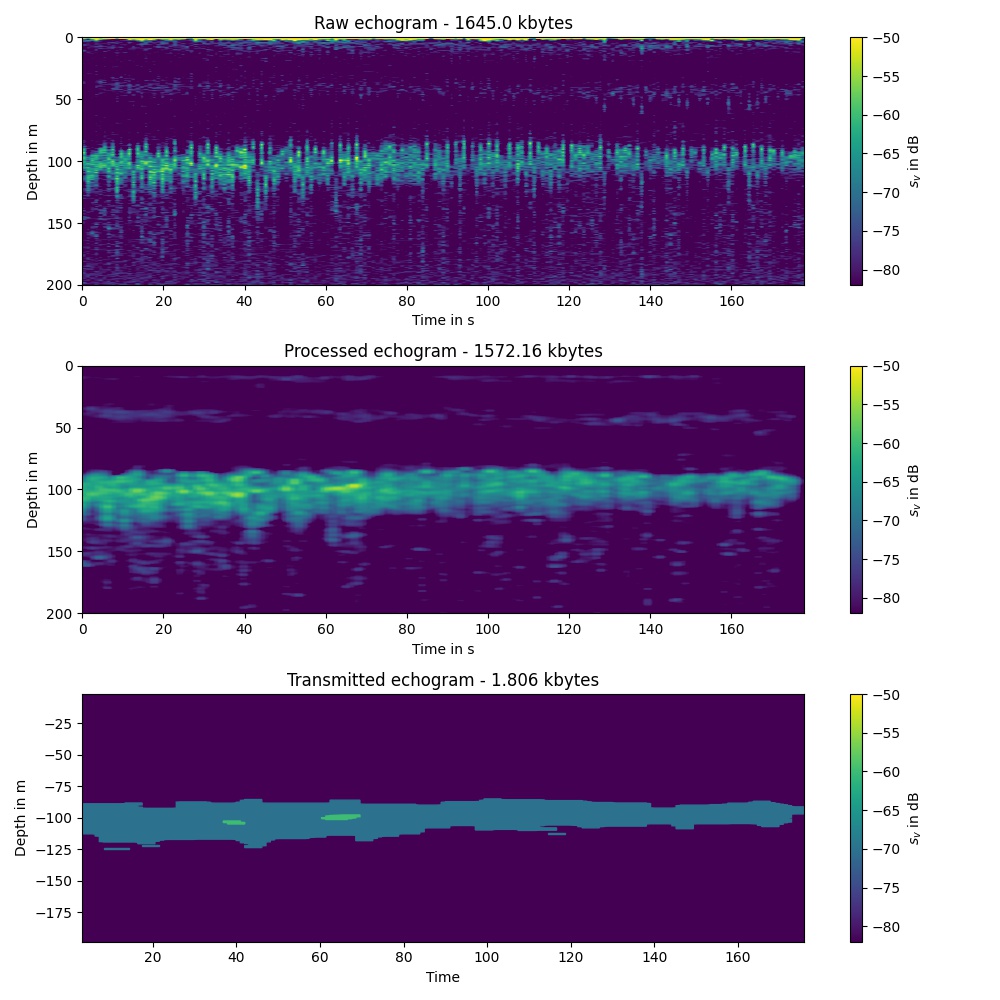 Raw echogram - 1645.0 kbytes
0
50
100
150
200
Depth in m
0 20 40 60 80 100 120 140 160
Time in s
−50
−55
−60
−65
−70
−75
−80
sv in dB
Processed echogram - 1572.16 kbytes
0
50
100
150
200
Depth in m
0 20 40 60 80 100 120 140 160
Time in s
−50
−55
−60
−65
−70
−75
−80
sv in dB
Transmitted echogram - 1.806 kbytes
−25
−50
−75
−100
−125
−150
−175
Depth in m
20 40 60 80 100 120 140 160
Time
−50
−55
−60
−65
−70
−75
−80
sv in dB